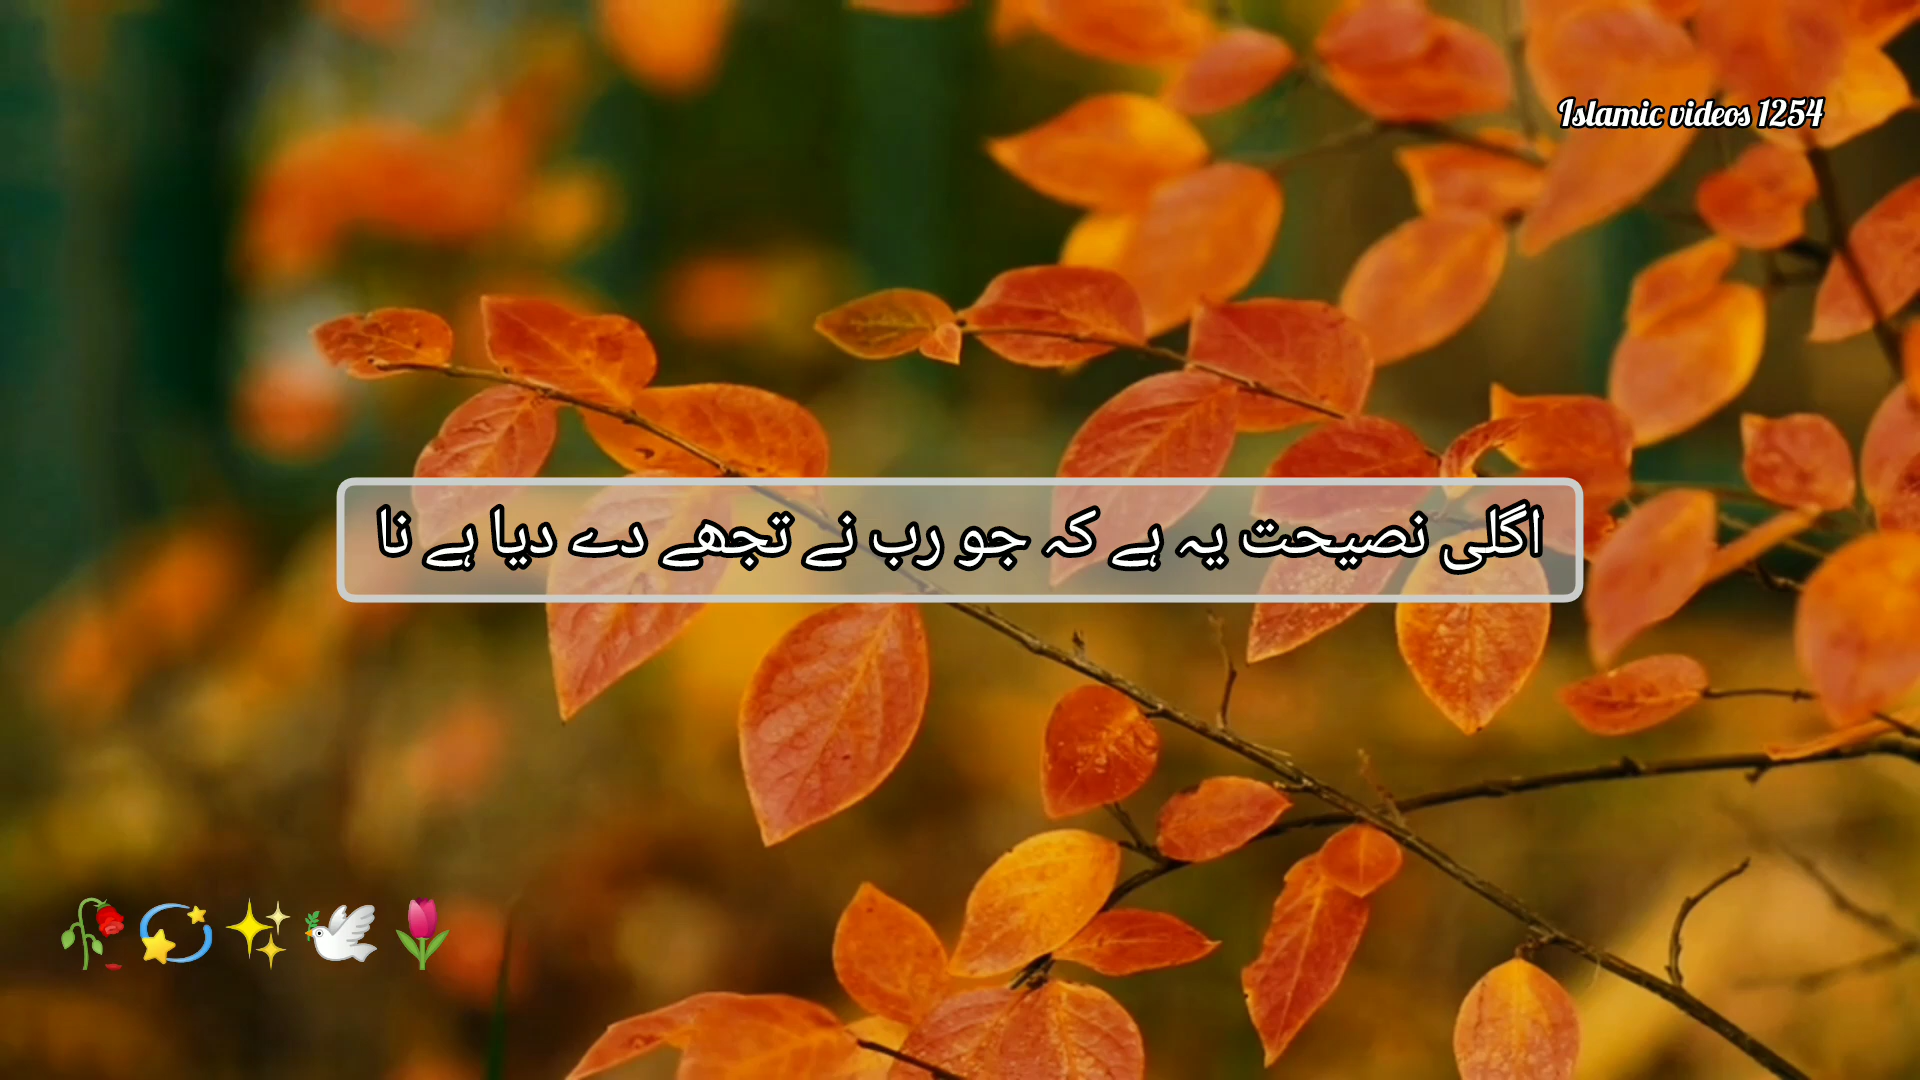 Islamic videos 1254
اگلی نصیحت یہ ہے کہ جو رب نے تجھے دے دیا ہے نا